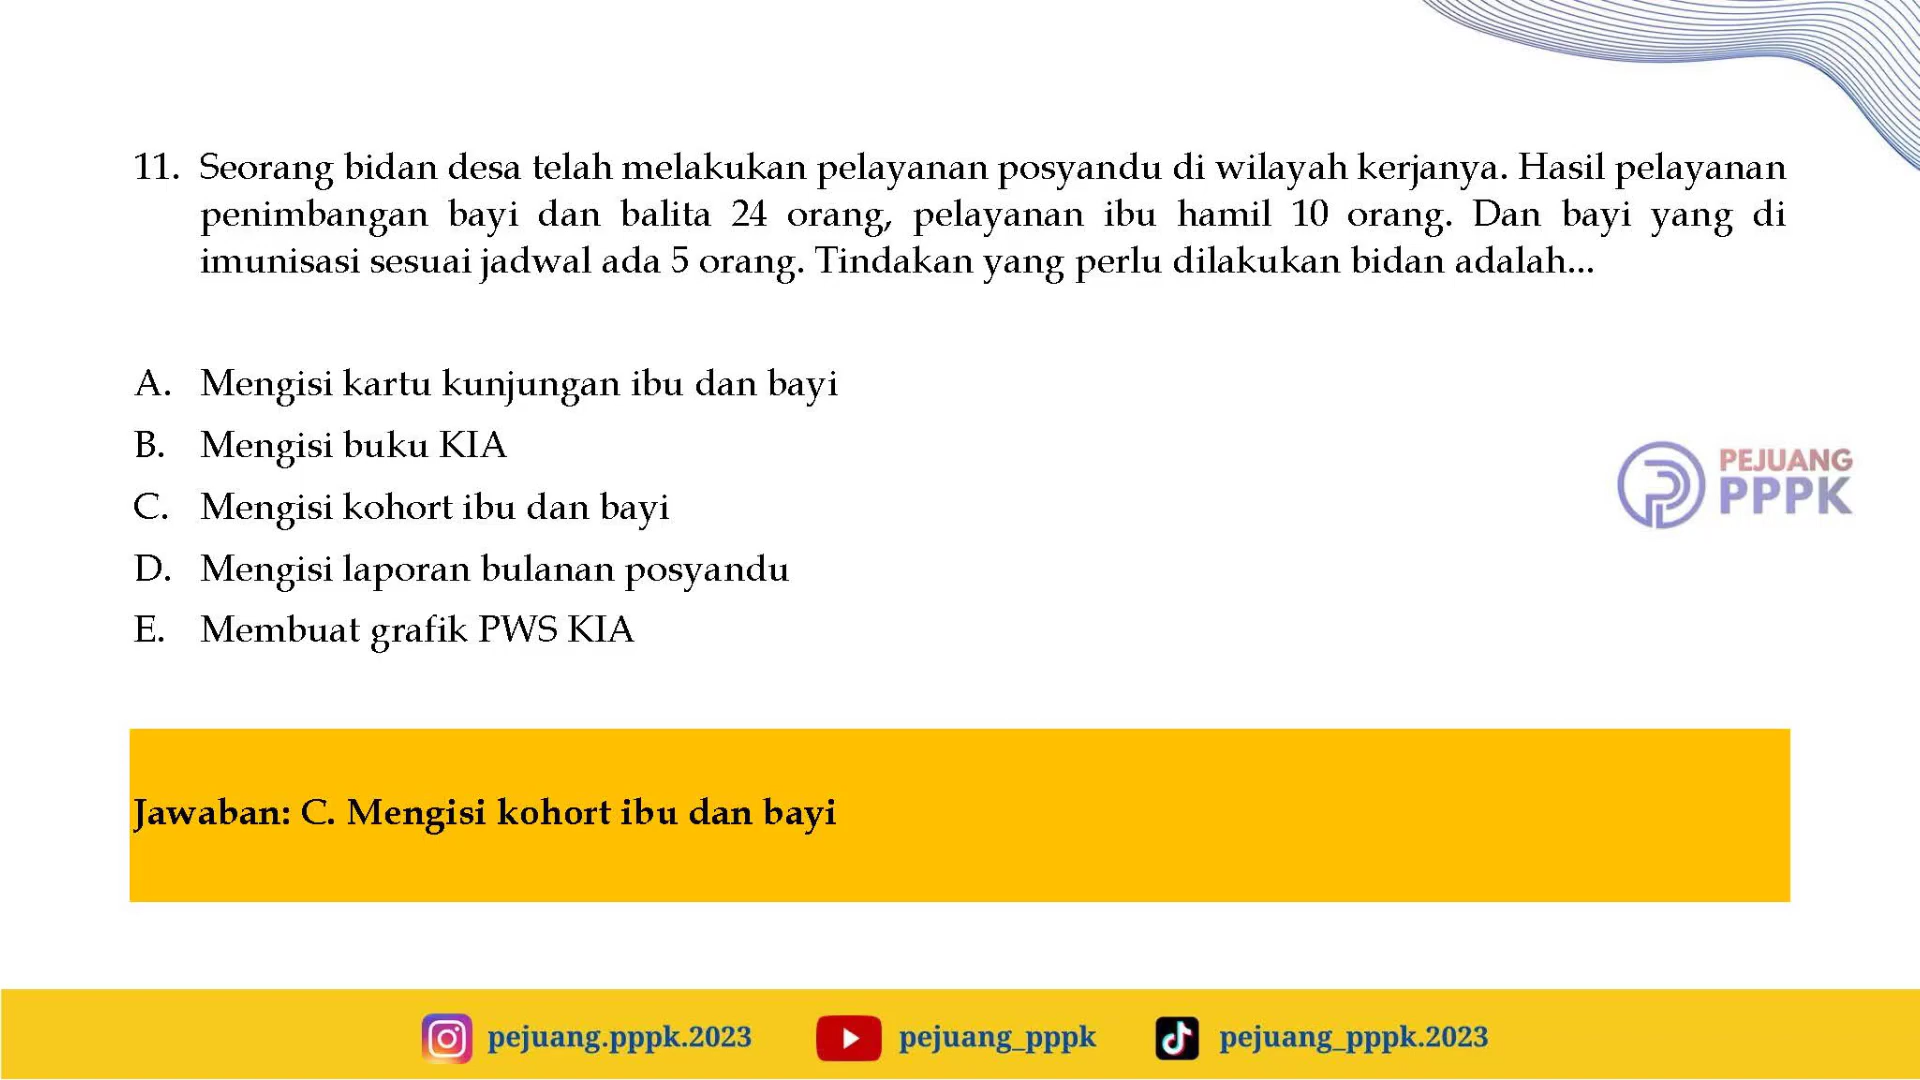 11. Seorang bidan desa telah melakukan pelayanan posyandu di wilayah kerjanya. Hasil pelayanan
penimbangan bayi dan balita 24 orang, pelayanan ibu hamil 10 orang. Dan bayi yang di
imunisasi sesuai jadwal ada 5 orang. Tindakan yang perlu dilakukan bidan adalah...
A. Mengisi kartu kunjungan ibu dan bayi
B. Mengisi buku KIA
C. Mengisi kohort ibu dan bayi
D. Mengisi laporan bulanan posyandu
E. Membuat grafik PWS KIA
PEJUANG
PPPK
Jawaban: C. Mengisi kohort ibu dan bayi
pejuang.pppk.2023 pejuang_pppk pejuang_pppk.2023